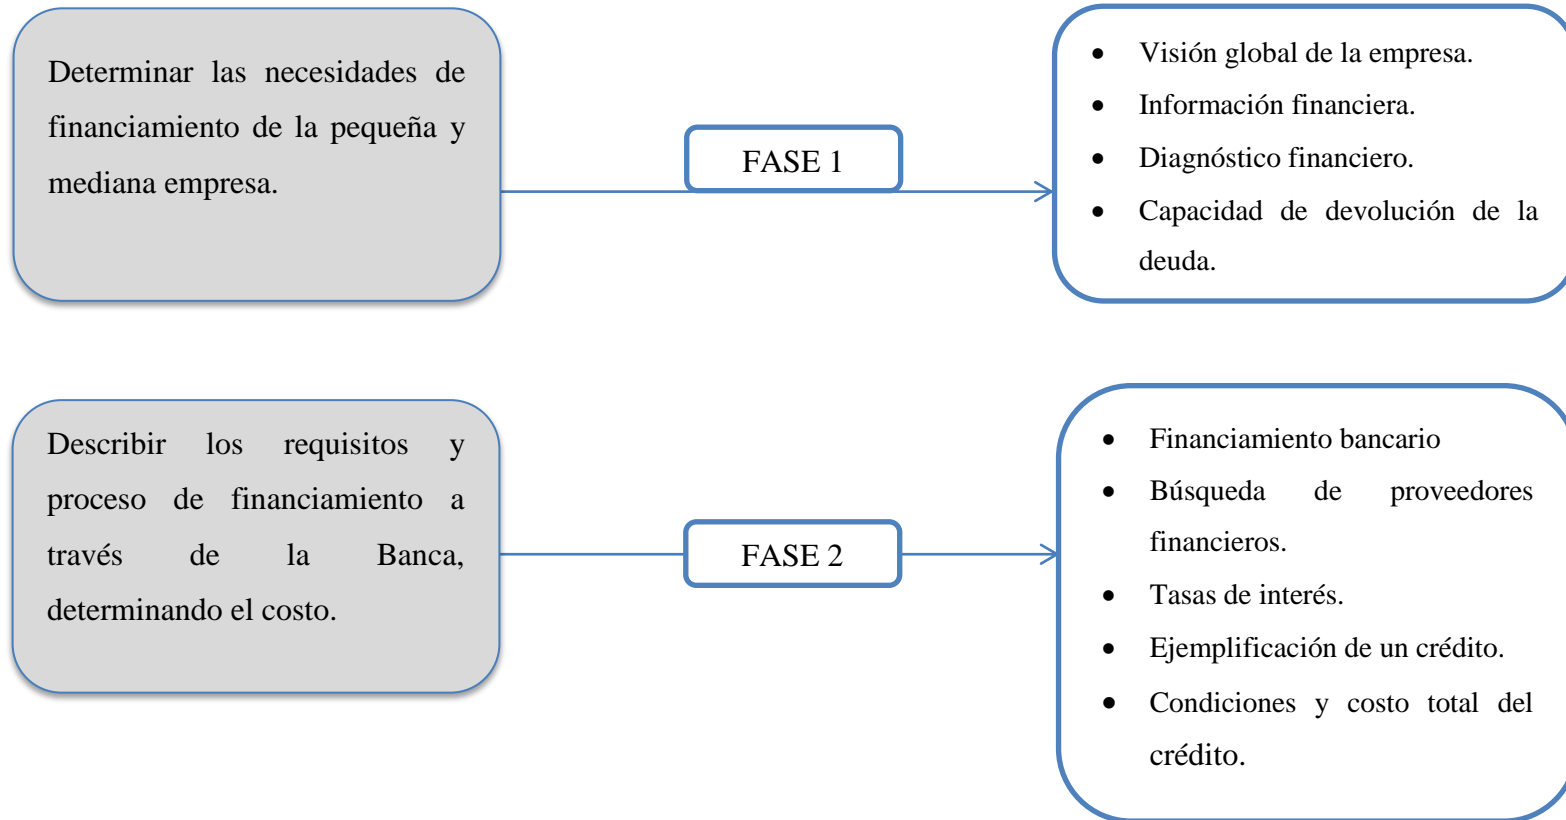 Determinar las necesidades de
financiamiento de la pequeña y
mediana empresa.
FASE 1
• Visión global de la empresa.
• Información financiera.
• Diagnóstico financiero.
• Capacidad de devolución de la
deuda.
Describir los requisitos y
proceso de financiamiento a
través de la Banca,
determinando el costo.
FASE 2
• Financiamiento bancario
• Búsqueda de proveedores
financieros.
• Tasas de interés.
• Ejemplificación de un crédito.
• Condiciones y costo total del
crédito.